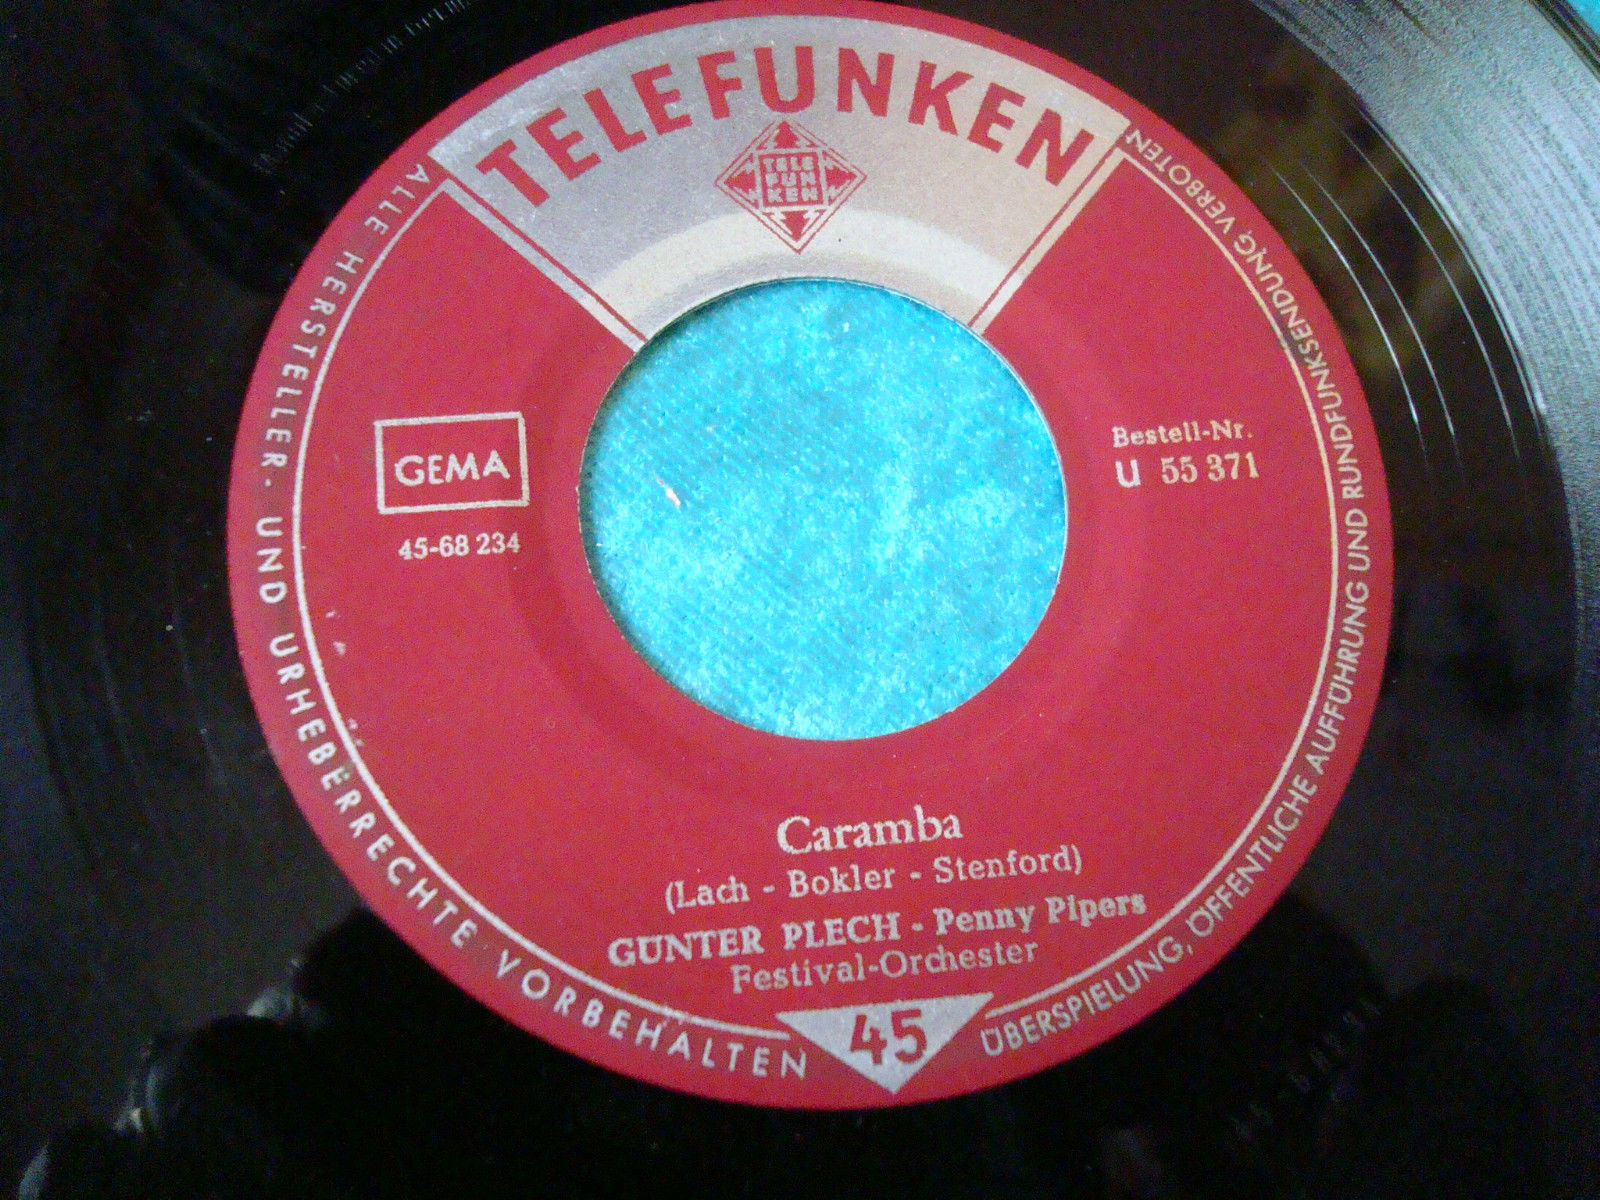 TELEFUNKEN
TELE
FUN
KEN
GEMA
45-68 234
Bestell-Nr.
U 55 371
Caramba
(Lach - Bokler - Stenford)
GÜNTER PLECH - Penny Pipers
Festival-Orchester
45
ALLE HERSTELLER- UND URHEBERRECHTE VORBEHALTEN
ÜBERSPIELUNG, ÖFFENTLICHE AUFFÜHRUNG UND RUNDFUNKSENDUNG VERBOTEN